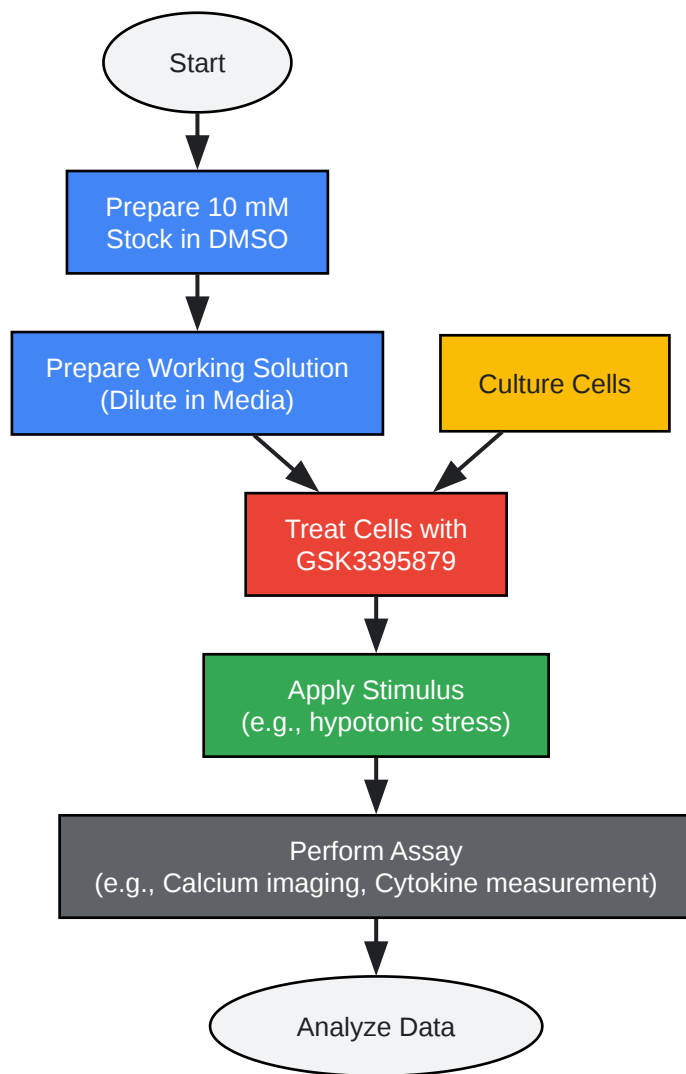 Start
Prepare 10 mM
Stock in DMSO
Prepare Working Solution
(Dilute in Media)
Culture Cells
Treat Cells with
GSK3395879
Apply Stimulus
(e.g., hypotonic stress)
Perform Assay
(e.g., Calcium imaging, Cytokine measurement)
Analyze Data